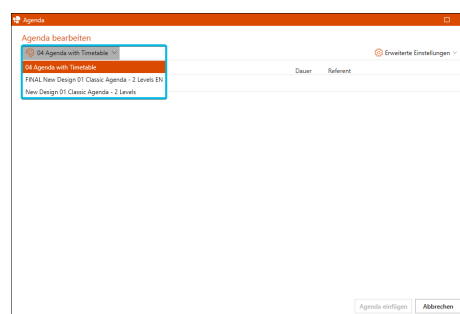 Agenda
Agenda bearbeiten
04 Agenda with Timetable
Erweiterte Einstellungen
04 Agenda with Timetable
Dauer Referent
FINAL New Design 01 Classic Agenda - 2 Levels EN
New Design 01 Classic Agenda - 2 Levels
Agenda einfügen Abbrechen